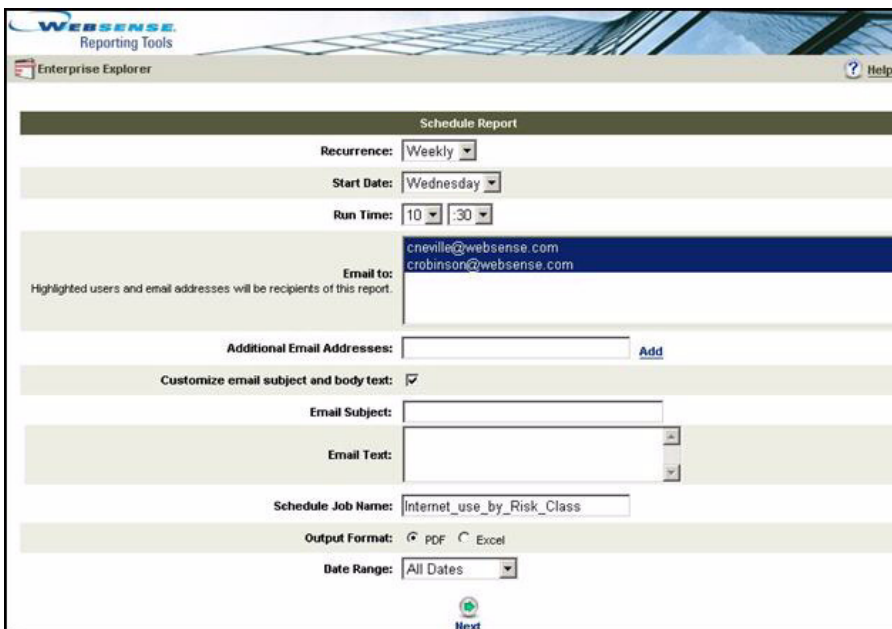 WEBSENSE.
Reporting Tools
Enterprise Explorer
Help
Schedule Report
Recurrence: Weekly
Start Date: Wednesday
Run Time: 10 :30
cneville@websense.com
crobinson@websense.com
Email to:
Highlighted users and email addresses will be recipients of this report.
Additional Email Addresses: Add
Customize email subject and body text:
Email Subject:
Email Text:
Schedule Job Name: Internet_use_by_Risk_Class
Output Format: PDF Excel
Date Range: All Dates
Next